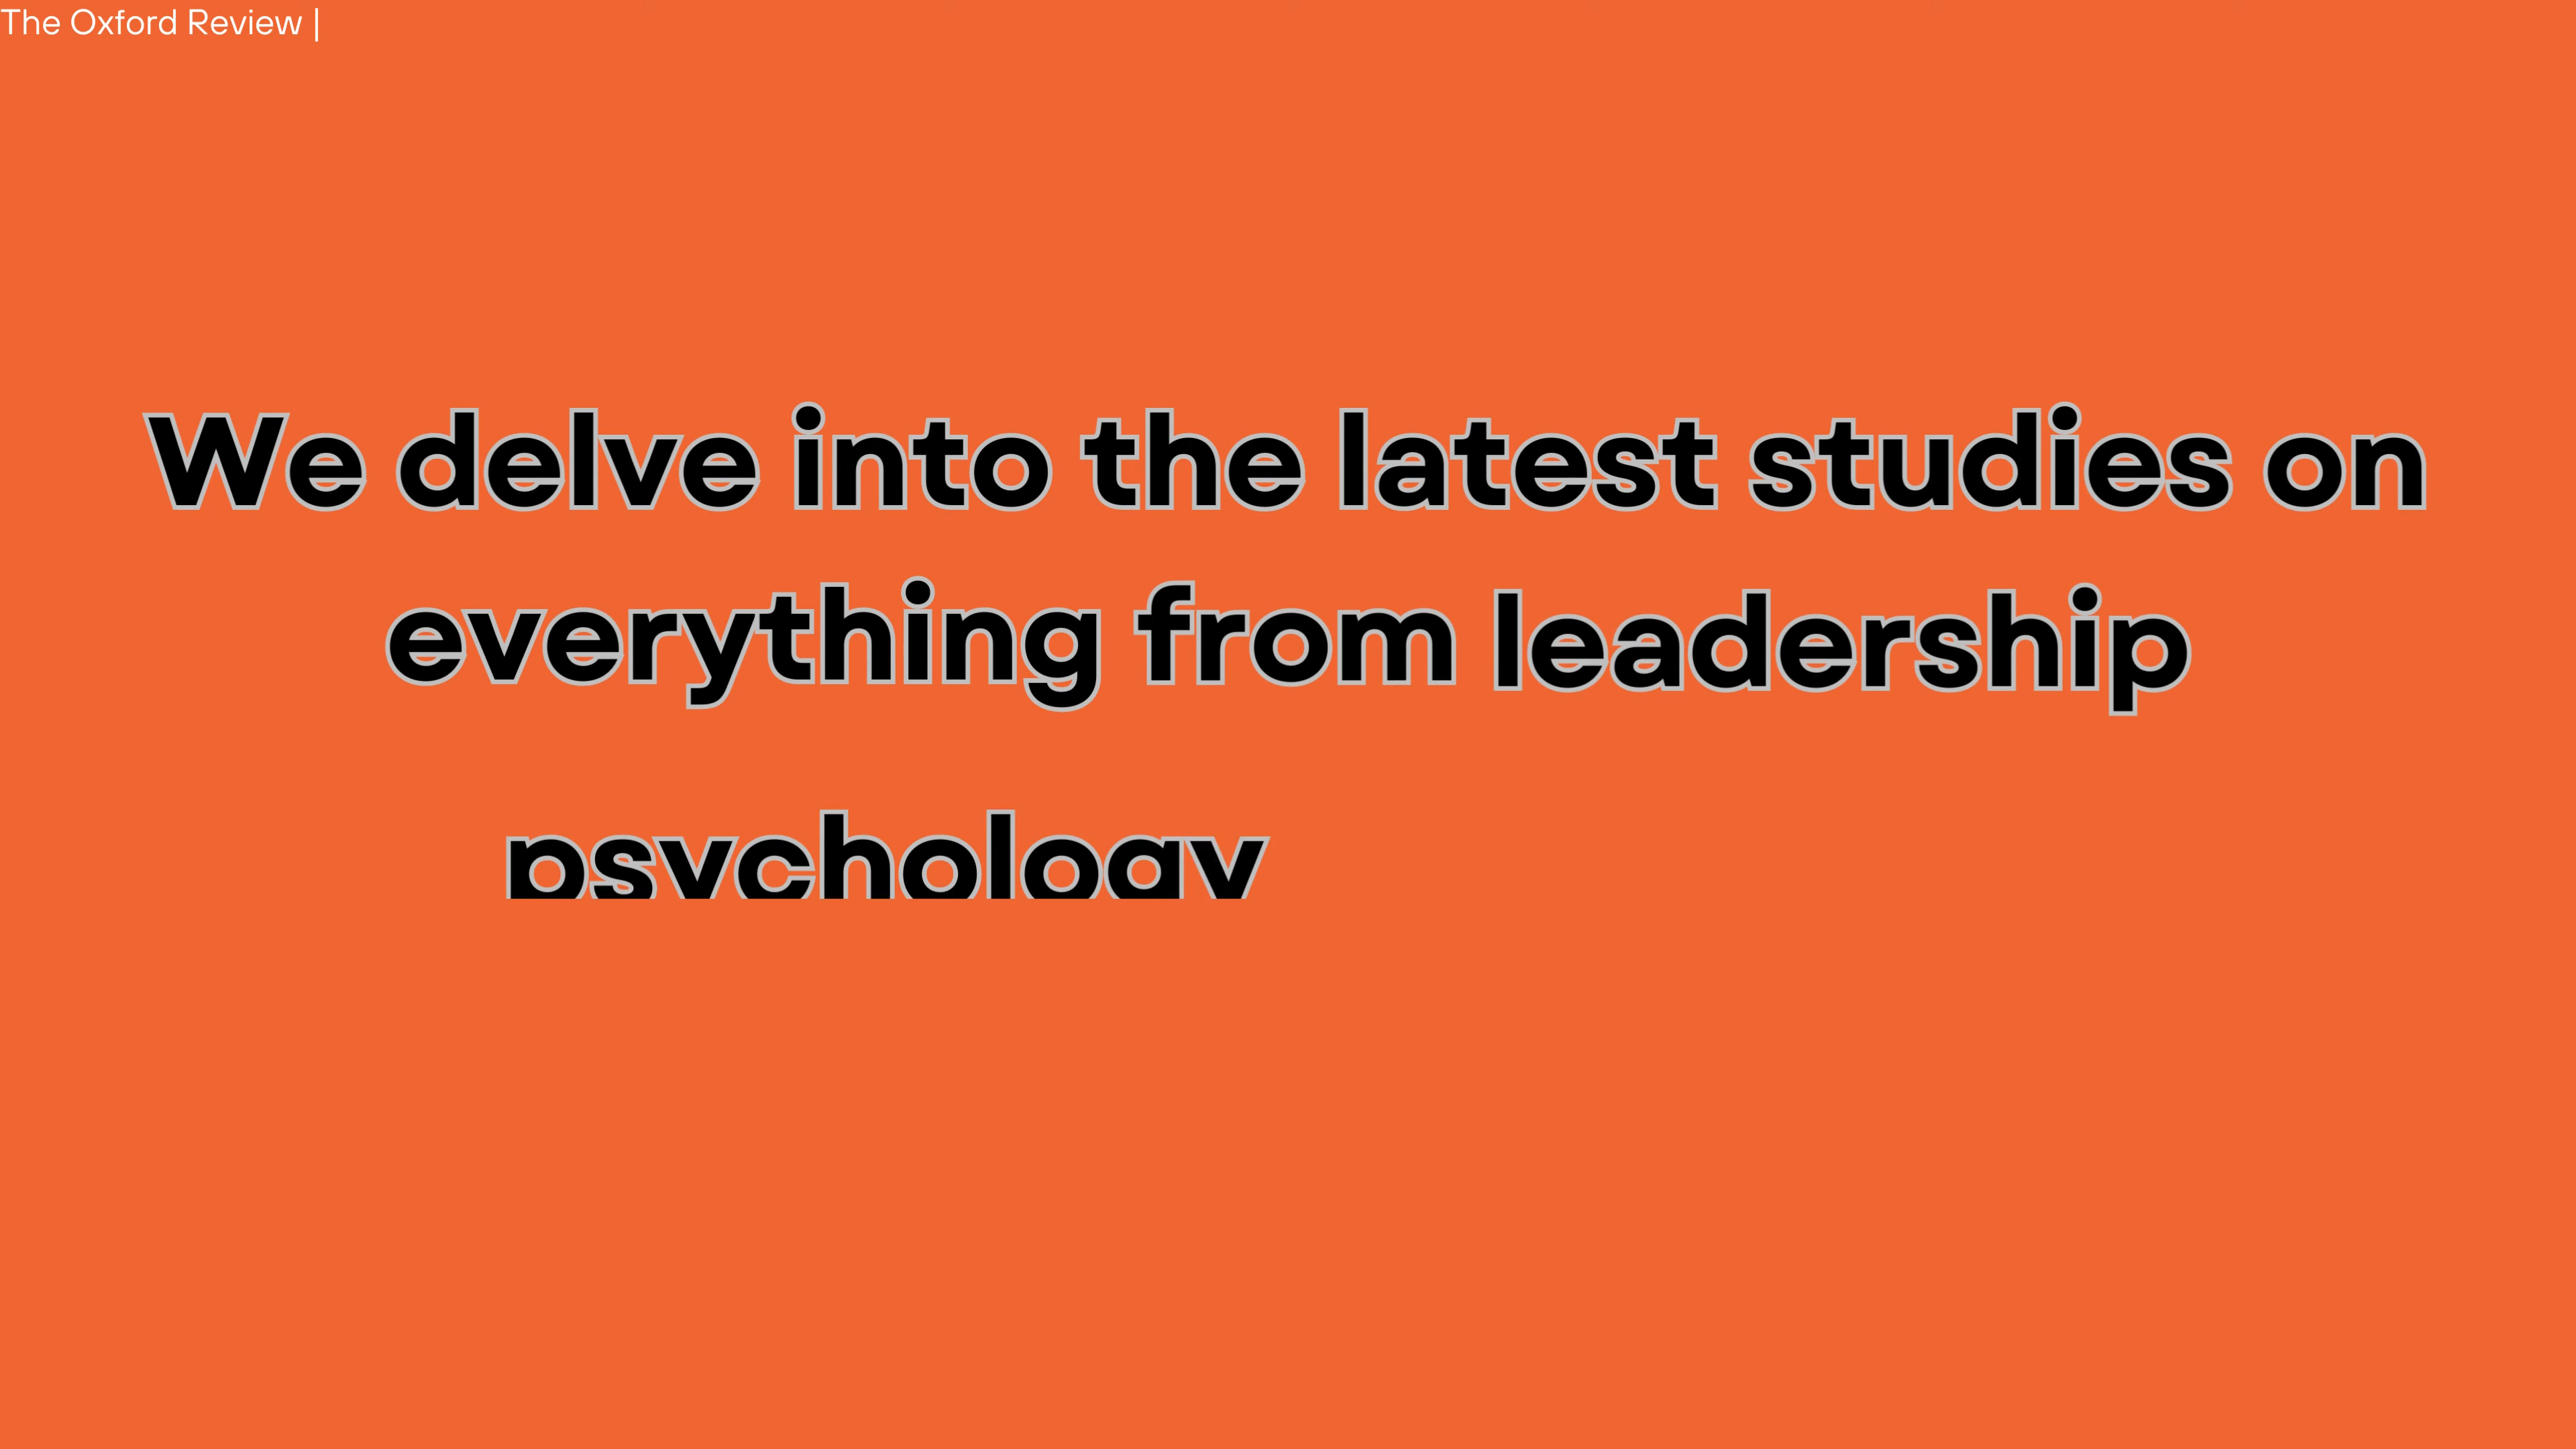 The Oxford Review |
We delve into the latest studies on
everything from leadership
psychology